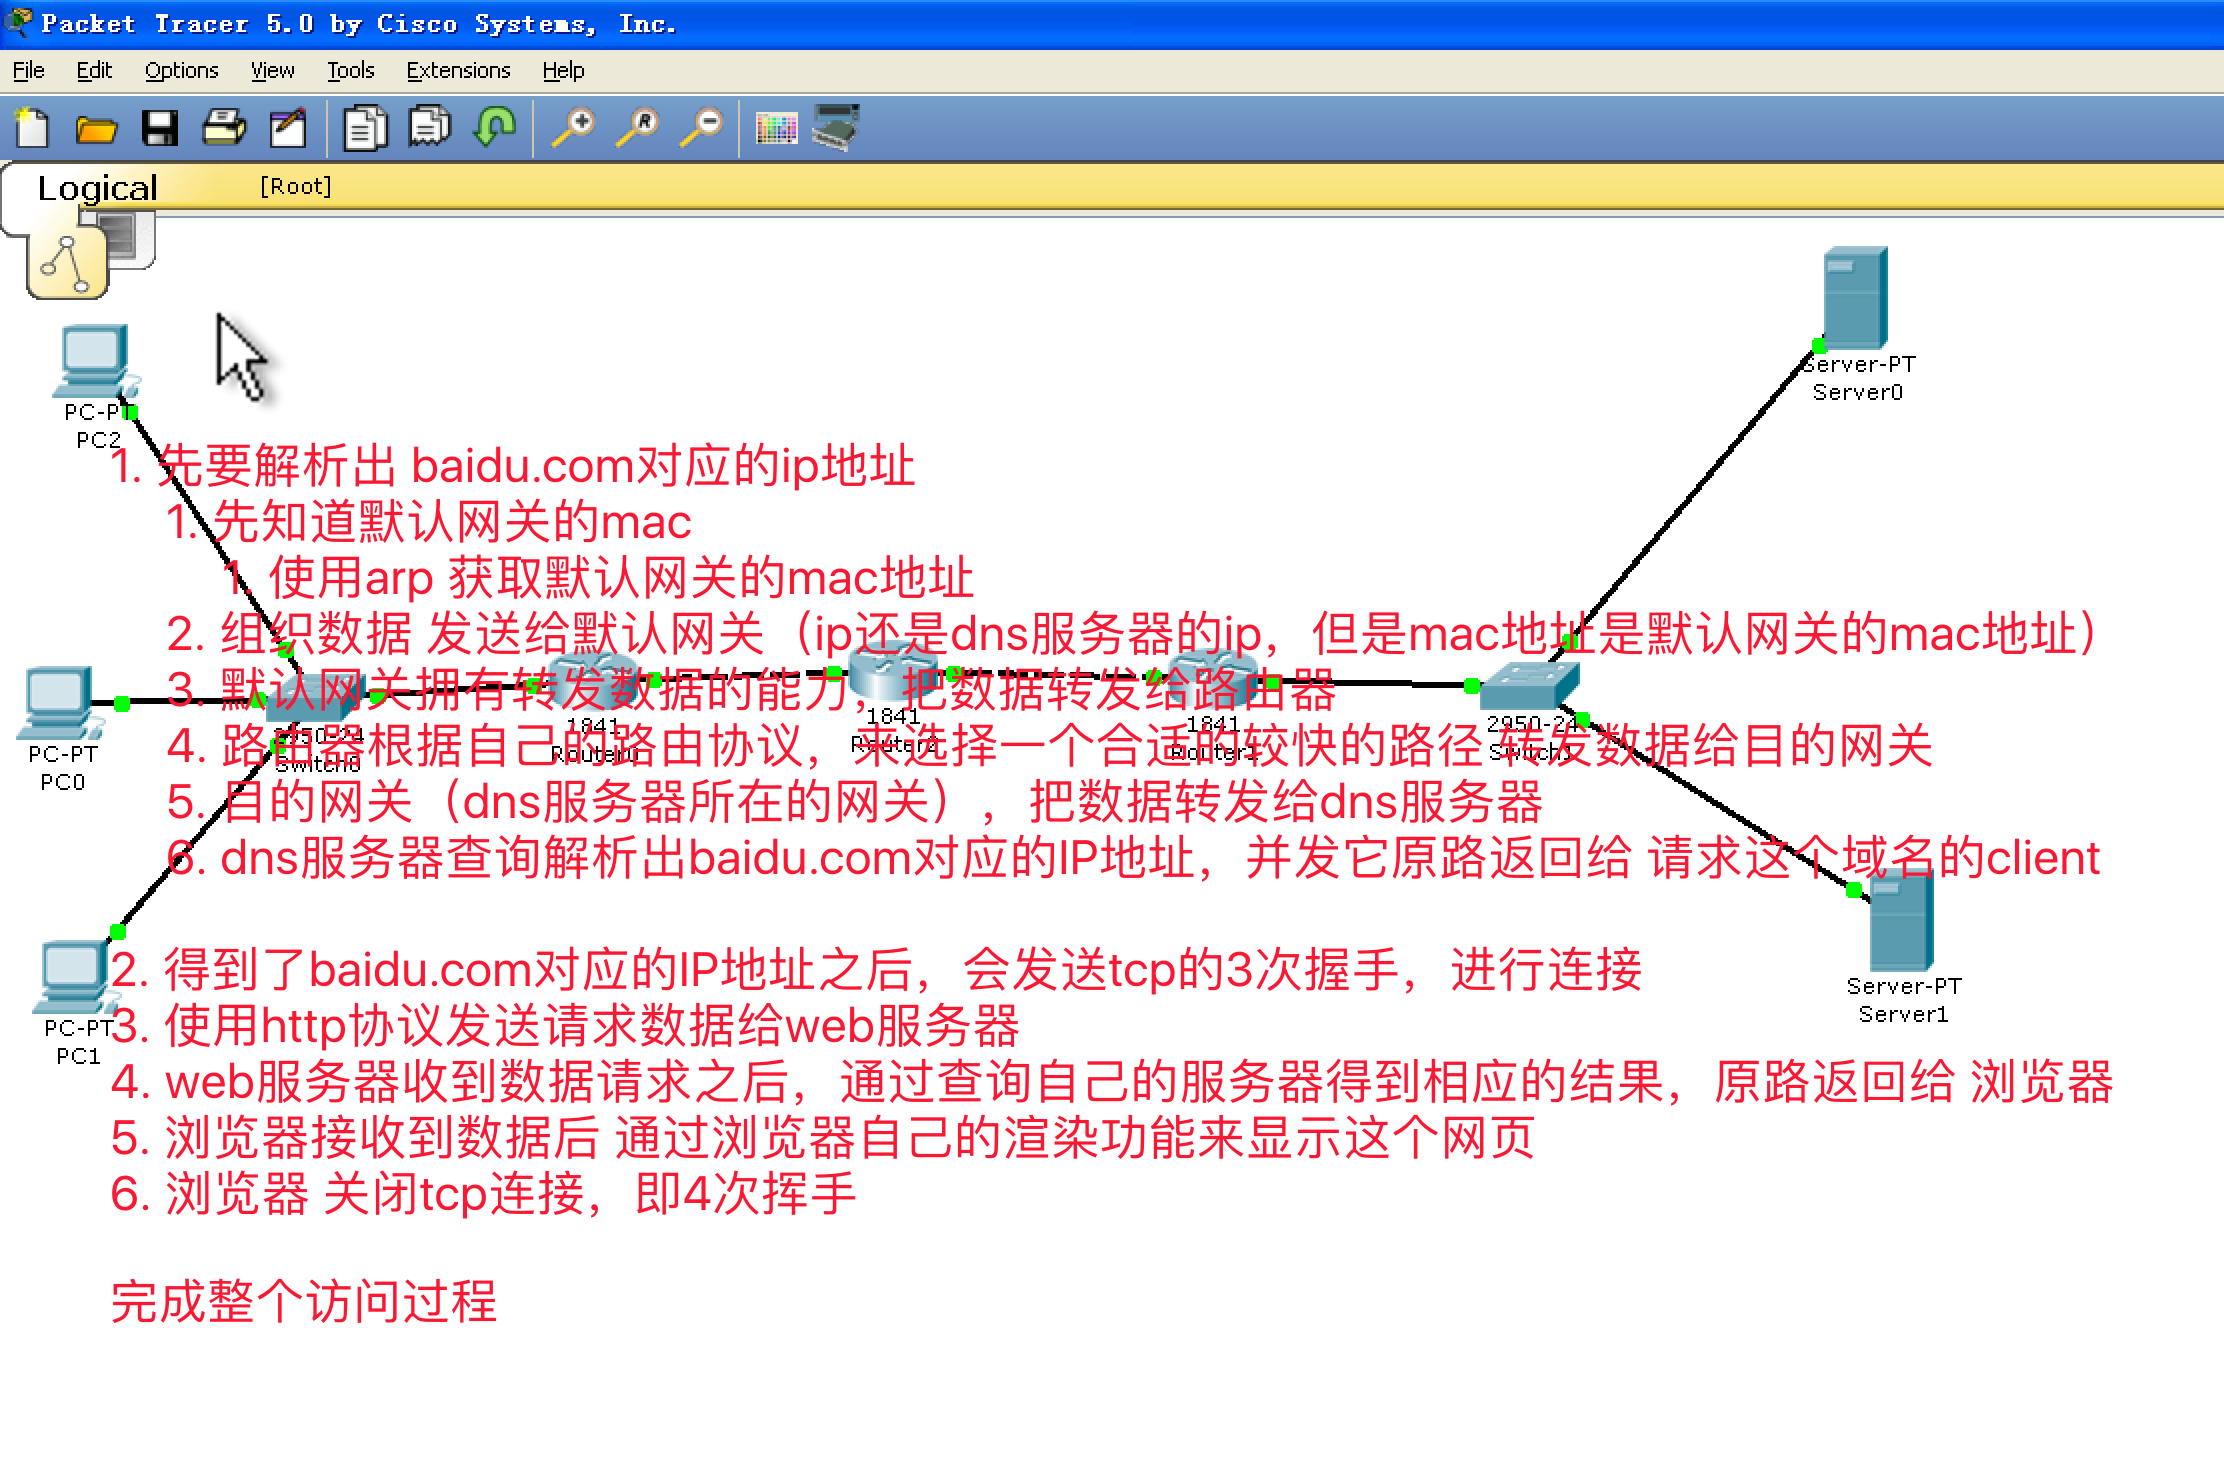 Packet Tracer 5.0 by Cisco Systems, Inc.
File Edit Options View Tools Extensions Help
Logical [Root]
Server-PT
Server0
PC-PT
PC2
1. 先要解析出 baidu.com对应的ip地址
1. 先知道默认网关的mac
1. 使用arp 获取默认网关的mac地址
2. 组织数据 发送给默认网关（ip还是dns服务器的ip，但是mac地址是默认网关的mac地址）
3. 默认网关拥有转发数据的能力，把数据转发给路由器
1841
Router0
1841
Router2
1841
Router1
2950-24
Switch1
2950-24
Switch0
PC-PT
PC0
4. 路由器根据自己的路由协议，来选择一个合适的较快的路径 转发数据给目的网关
5. 目的网关（dns服务器所在的网关），把数据转发给dns服务器
6. dns服务器查询解析出baidu.com对应的IP地址，并发它原路返回给 请求这个域名的client
2. 得到了baidu.com对应的IP地址之后，会发送tcp的3次握手，进行连接
Server-PT
Server1
PC-PT
PC1
3. 使用http协议发送请求数据给web服务器
4. web服务器收到数据请求之后，通过查询自己的服务器得到相应的结果，原路返回给 浏览器
5. 浏览器接收到数据后 通过浏览器自己的渲染功能来显示这个网页
6. 浏览器 关闭tcp连接，即4次挥手
完成整个访问过程